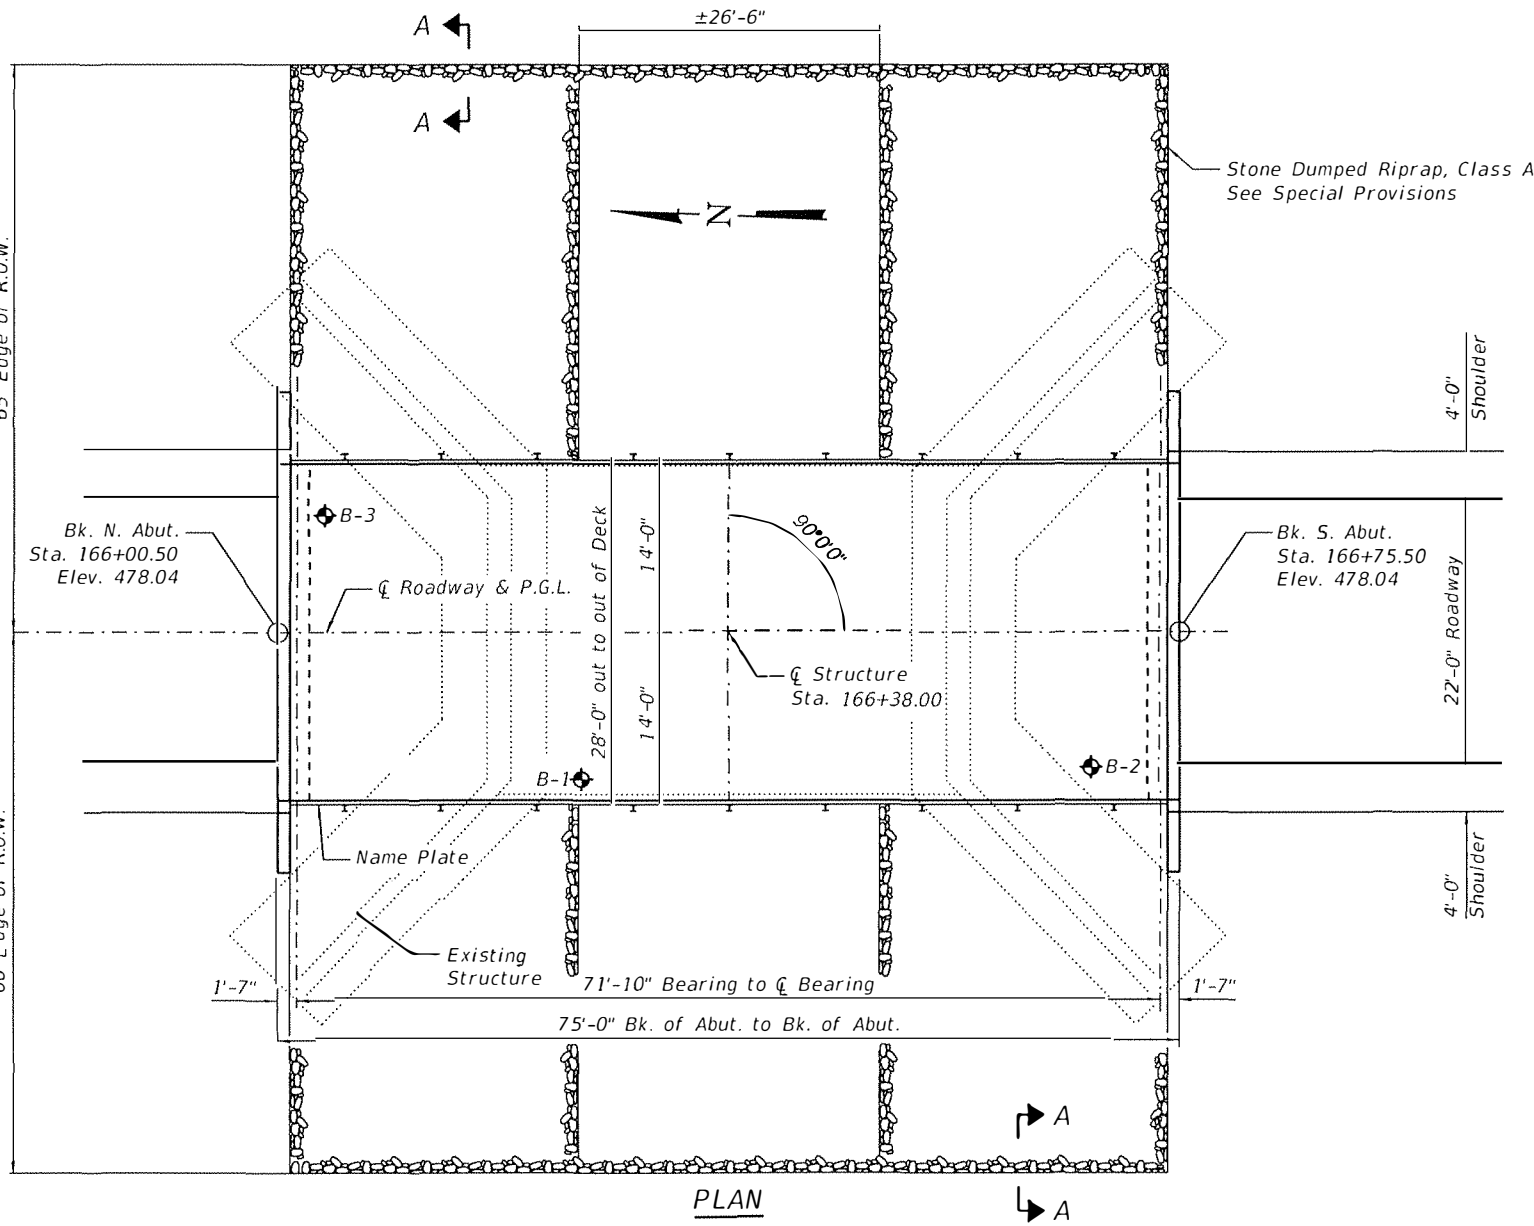 A
±26'-6"
A
Stone Dumped Riprap, Class A
See Special Provisions
N
Edge of R.O.W.
4'-0"
Shoulder
B-3
Bk. N. Abut.
Sta. 166+00.50
Elev. 478.04
℄ Roadway & P.G.L.
28'-0" out to out of Deck
14'-0"
14'-0"
90°0'0"
Bk. S. Abut.
Sta. 166+75.50
Elev. 478.04
22'-0" Roadway
℄ Structure
Sta. 166+38.00
B-1
B-2
Name Plate
4'-0"
Shoulder
Edge of R.O.W.
Existing
Structure
1'-7"
71'-10" Bearing to ℄ Bearing
1'-7"
75'-0" Bk. of Abut. to Bk. of Abut.
A
PLAN
A